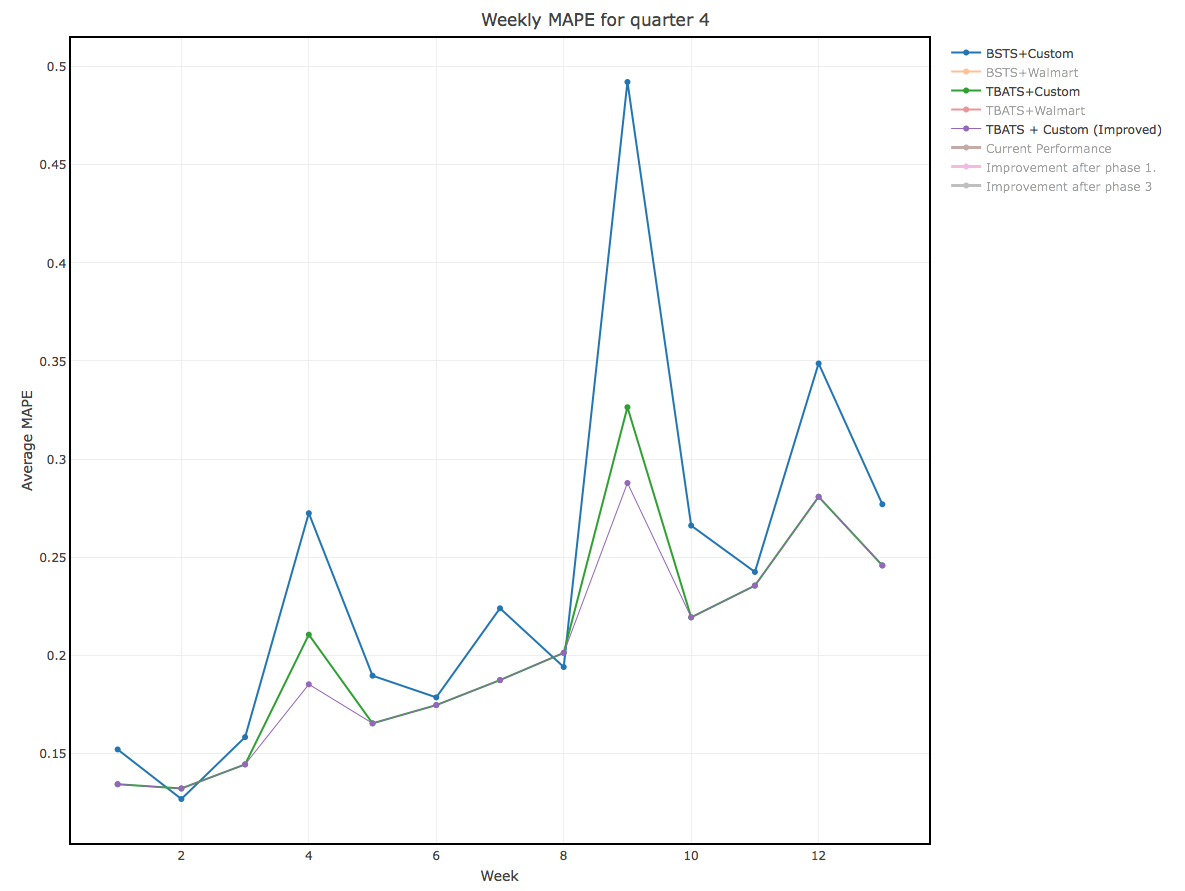 Weekly MAPE for quarter 4
BSTS+Custom
BSTS+Walmart
TBATS+Custom
TBATS+Walmart
TBATS + Custom (Improved)
Current Performance
Improvement after phase 1.
Improvement after phase 3
Average MAPE
0.5
0.45
0.4
0.35
0.3
0.25
0.2
0.15
2 4 6 8 10 12
Week